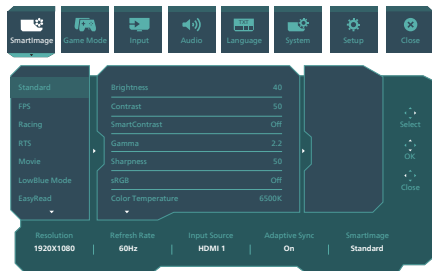 SmartImage Game Mode Input Audio Language System Setup Close
Standard Brightness 40
FPS Contrast 50
Racing SmartContrast Off
RTS Gamma 2.2
Movie Sharpness 50
LowBlue Mode sRGB Off
EasyRead Color Temperature 6500K
Select
OK
Close
Resolution Refresh Rate Input Source Adaptive Sync SmartImage
1920X1080 60Hz HDMI 1 On Standard